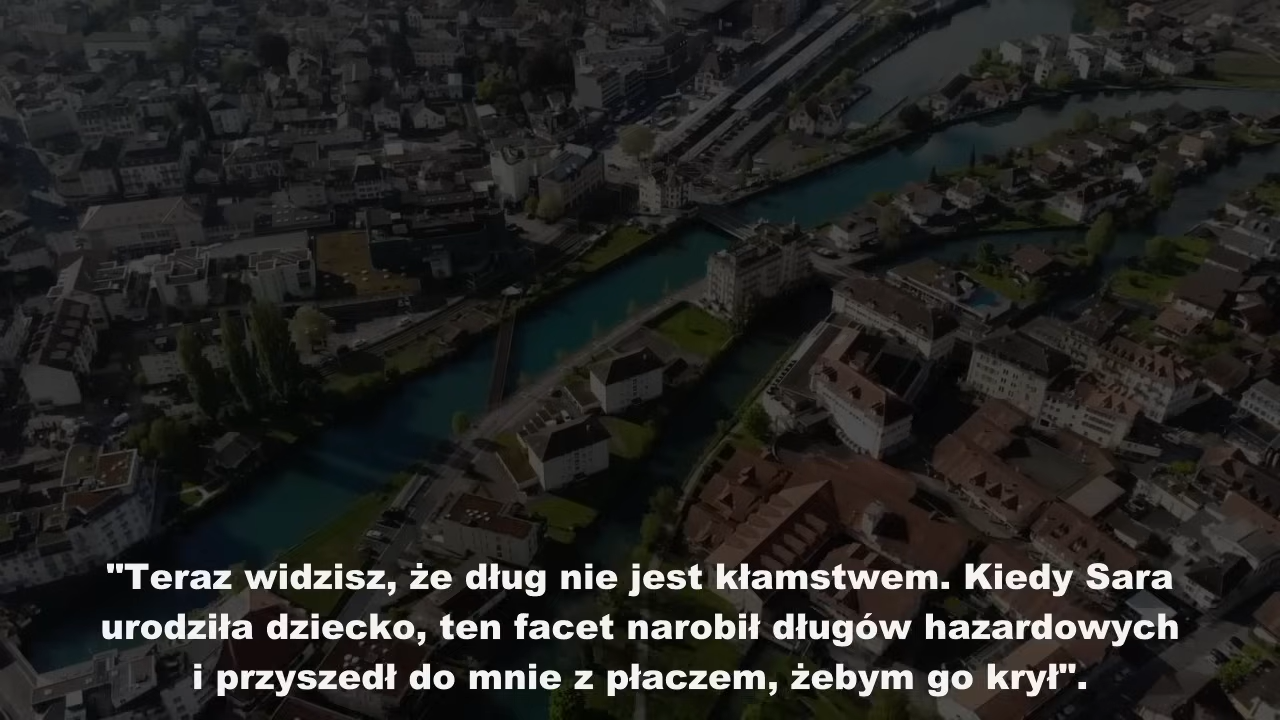 "Teraz widzisz, że dług nie jest kłamstwem. Kiedy Sara
urodziła dziecko, ten facet narobił długów hazardowych
i przyszedł do mnie z płaczem, żebym go krył".